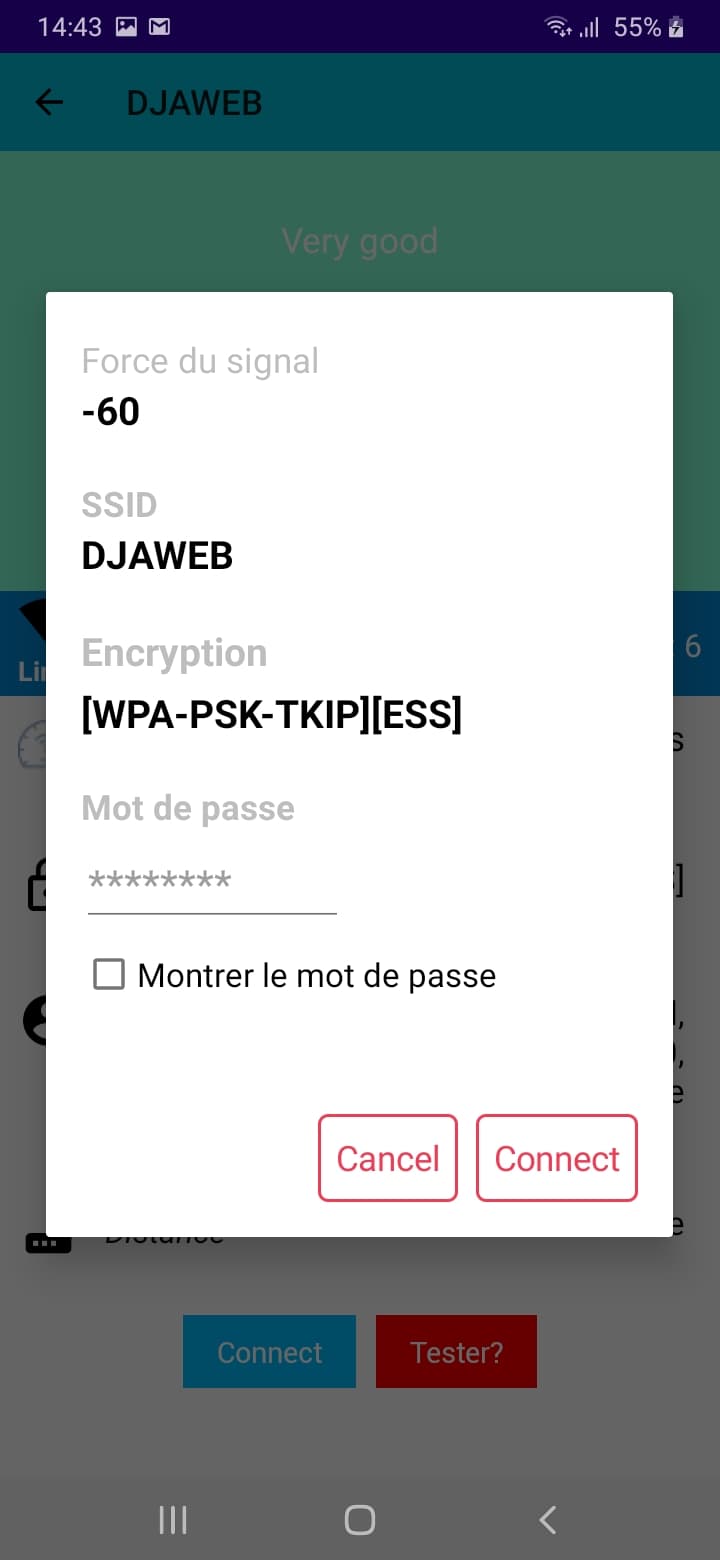 14:43
55%
DJAWEB
Very good
Force du signal
-60
SSID
DJAWEB
Encryption
[WPA-PSK-TKIP][ESS]
6
Mot de passe
********
Montrer le mot de passe
Cancel
Connect
Distance
Connect
Tester?